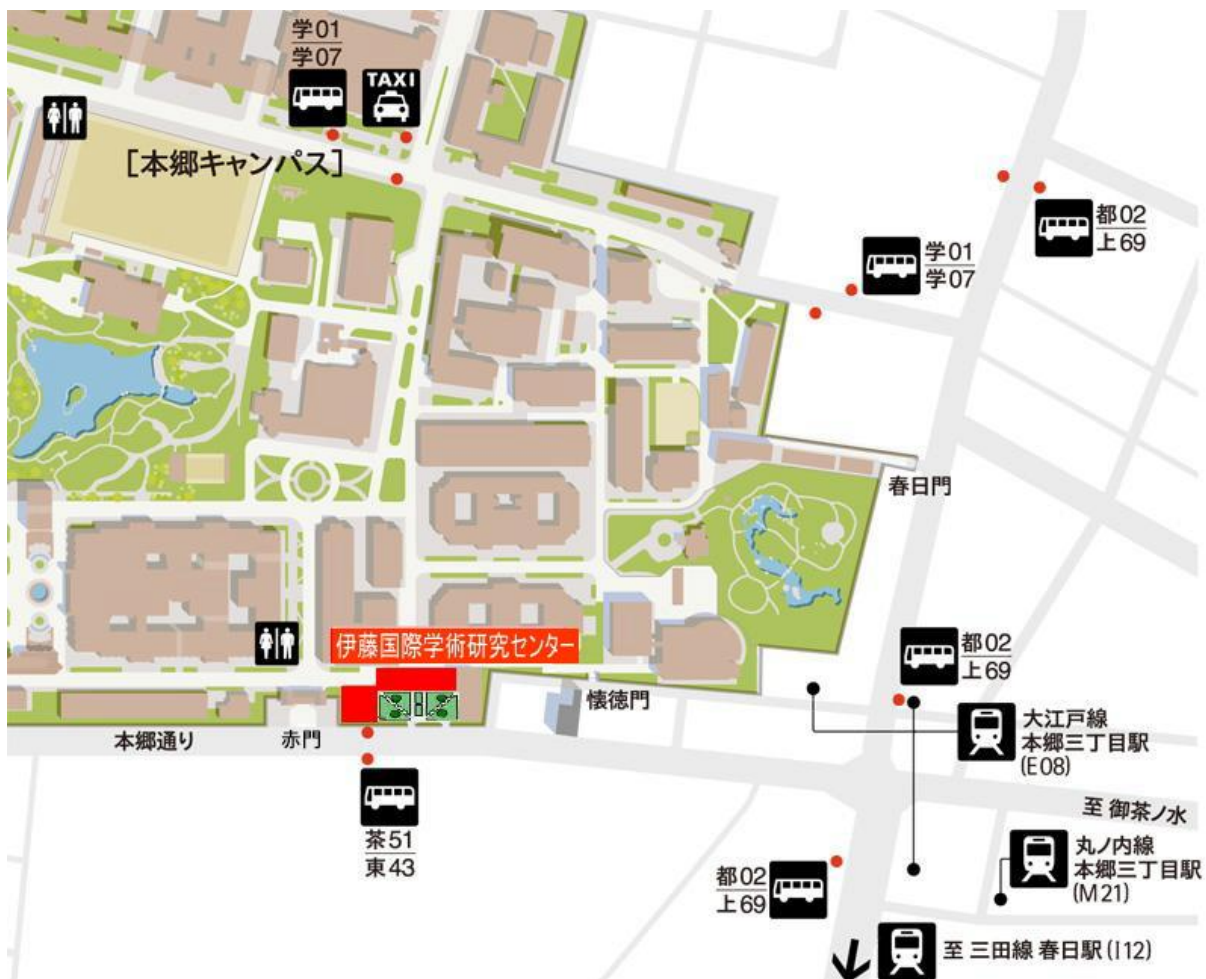 学01
学07
TAXI
[本郷キャンパス]
都02
上69
学01
学07
春日門
伊藤国際学術研究センター
都02
上69
懐徳門
大江戸線
本郷三丁目駅
(E08)
本郷通り
赤門
茶51
東43
至 御茶ノ水
丸ノ内線
本郷三丁目駅
(M21)
都02
上69
至 三田線 春日駅(I12)